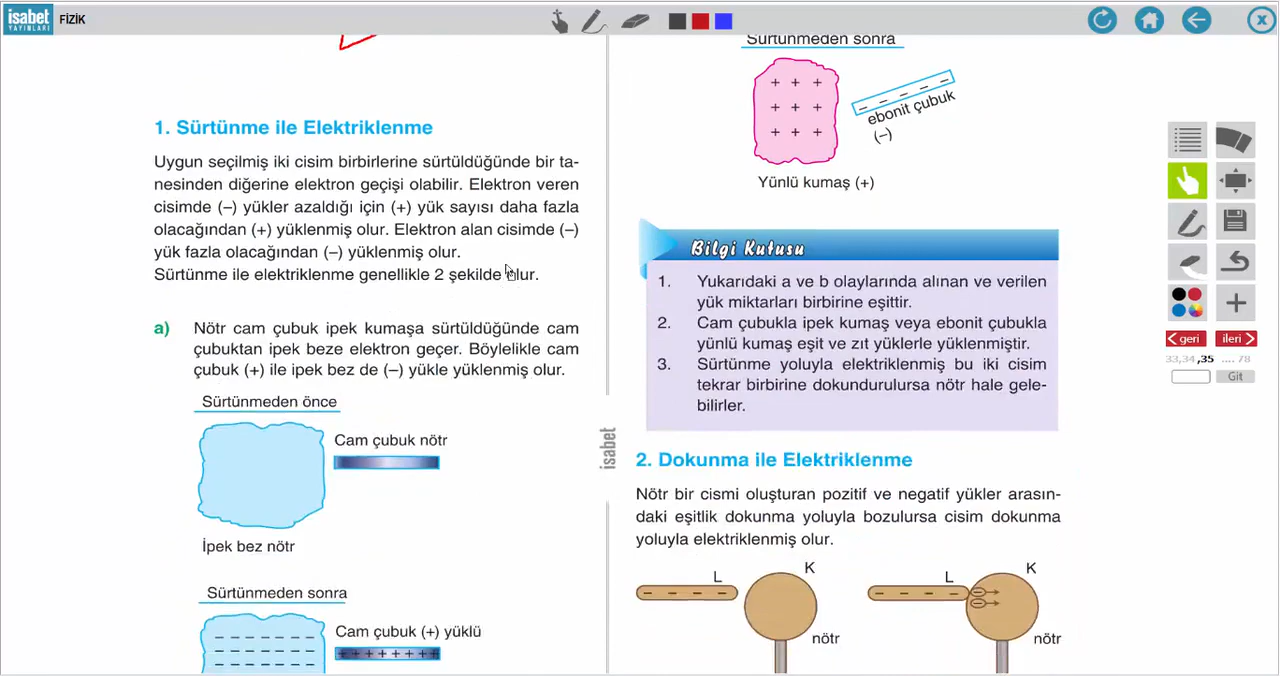 isabet
YAYINLARI
FİZİK
1. Sürtünme ile Elektriklenme
Uygun seçilmiş iki cisim birbirlerine sürtüldüğünde bir ta-
nesinden diğerine elektron geçişi olabilir. Elektron veren
cisimde (–) yükler azaldığı için (+) yük sayısı daha fazla
olacağından (+) yüklenmiş olur. Elektron alan cisimde (–)
yük fazla olacağından (–) yüklenmiş olur.
Sürtünme ile elektriklenme genellikle 2 şekilde olur.
a) Nötr cam çubuk ipek kumaşa sürtüldüğünde cam
çubuktan ipek beze elektron geçer. Böylelikle cam
çubuk (+) ile ipek bez de (–) yükle yüklenmiş olur.
Sürtünmeden önce
Cam çubuk nötr
İpek bez nötr
Sürtünmeden sonra
Cam çubuk (+) yüklü
– – – – – – –
– – – – – – –
– – – – – – –
+ + + + + + + +
isabet
Sürtünmeden sonra
+ + +
+ + +
+ + +
– – – – –
ebonit çubuk
(–)
Yünlü kumaş (+)
Bilgi Kutusu
1. Yukarıdaki a ve b olaylarında alınan ve verilen
yük miktarları birbirine eşittir.
2. Cam çubukla ipek kumaş veya ebonit çubukla
yünlü kumaş eşit ve zıt yüklerle yüklenmiştir.
3. Sürtünme yoluyla elektriklenmiş bu iki cisim
tekrar birbirine dokundurulursa nötr hale gele-
bilirler.
2. Dokunma ile Elektriklenme
Nötr bir cismi oluşturan pozitif ve negatif yükler arasın-
daki eşitlik dokunma yoluyla bozulursa cisim dokunma
yoluyla elektriklenmiş olur.
L K
– – – –
nötr
L K
– – – –
nötr
geri ileri
33,34 ,35 .... 78
Git